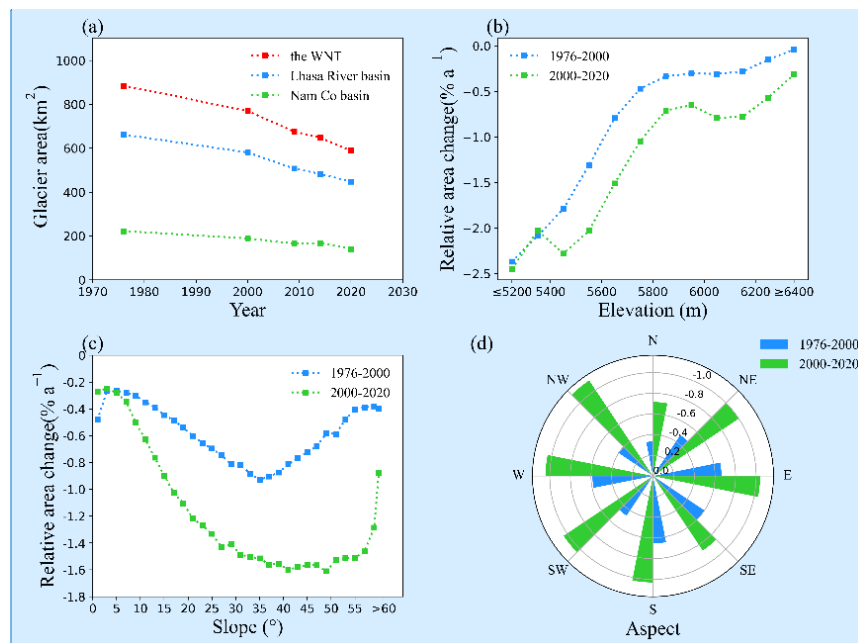 (a)
1000
800
600
400
200
0
Glacier area(km²)
the WNT
Lhasa River basin
Nam Co basin
1970 1980 1990 2000 2010 2020 2030
Year
(b)
0.0
-0.5
-1.0
-1.5
-2.0
-2.5
Relative area change(% a⁻¹)
1976-2000
2000-2020
≤5200 5400 5600 5800 6000 6200 ≥6400
Elevation (m)
(c)
0
-0.2
-0.4
-0.6
-0.8
-1.0
-1.2
-1.4
-1.6
-1.8
Relative area change(% a⁻¹)
1976-2000
2000-2020
0 5 10 15 20 25 30 35 40 45 50 55 >60
Slope (°)
(d)
1976-2000
2000-2020
N
NE
E
SE
S
SW
W
NW
-1.0
-0.8
-0.6
-0.4
-0.2
0.0
Aspect